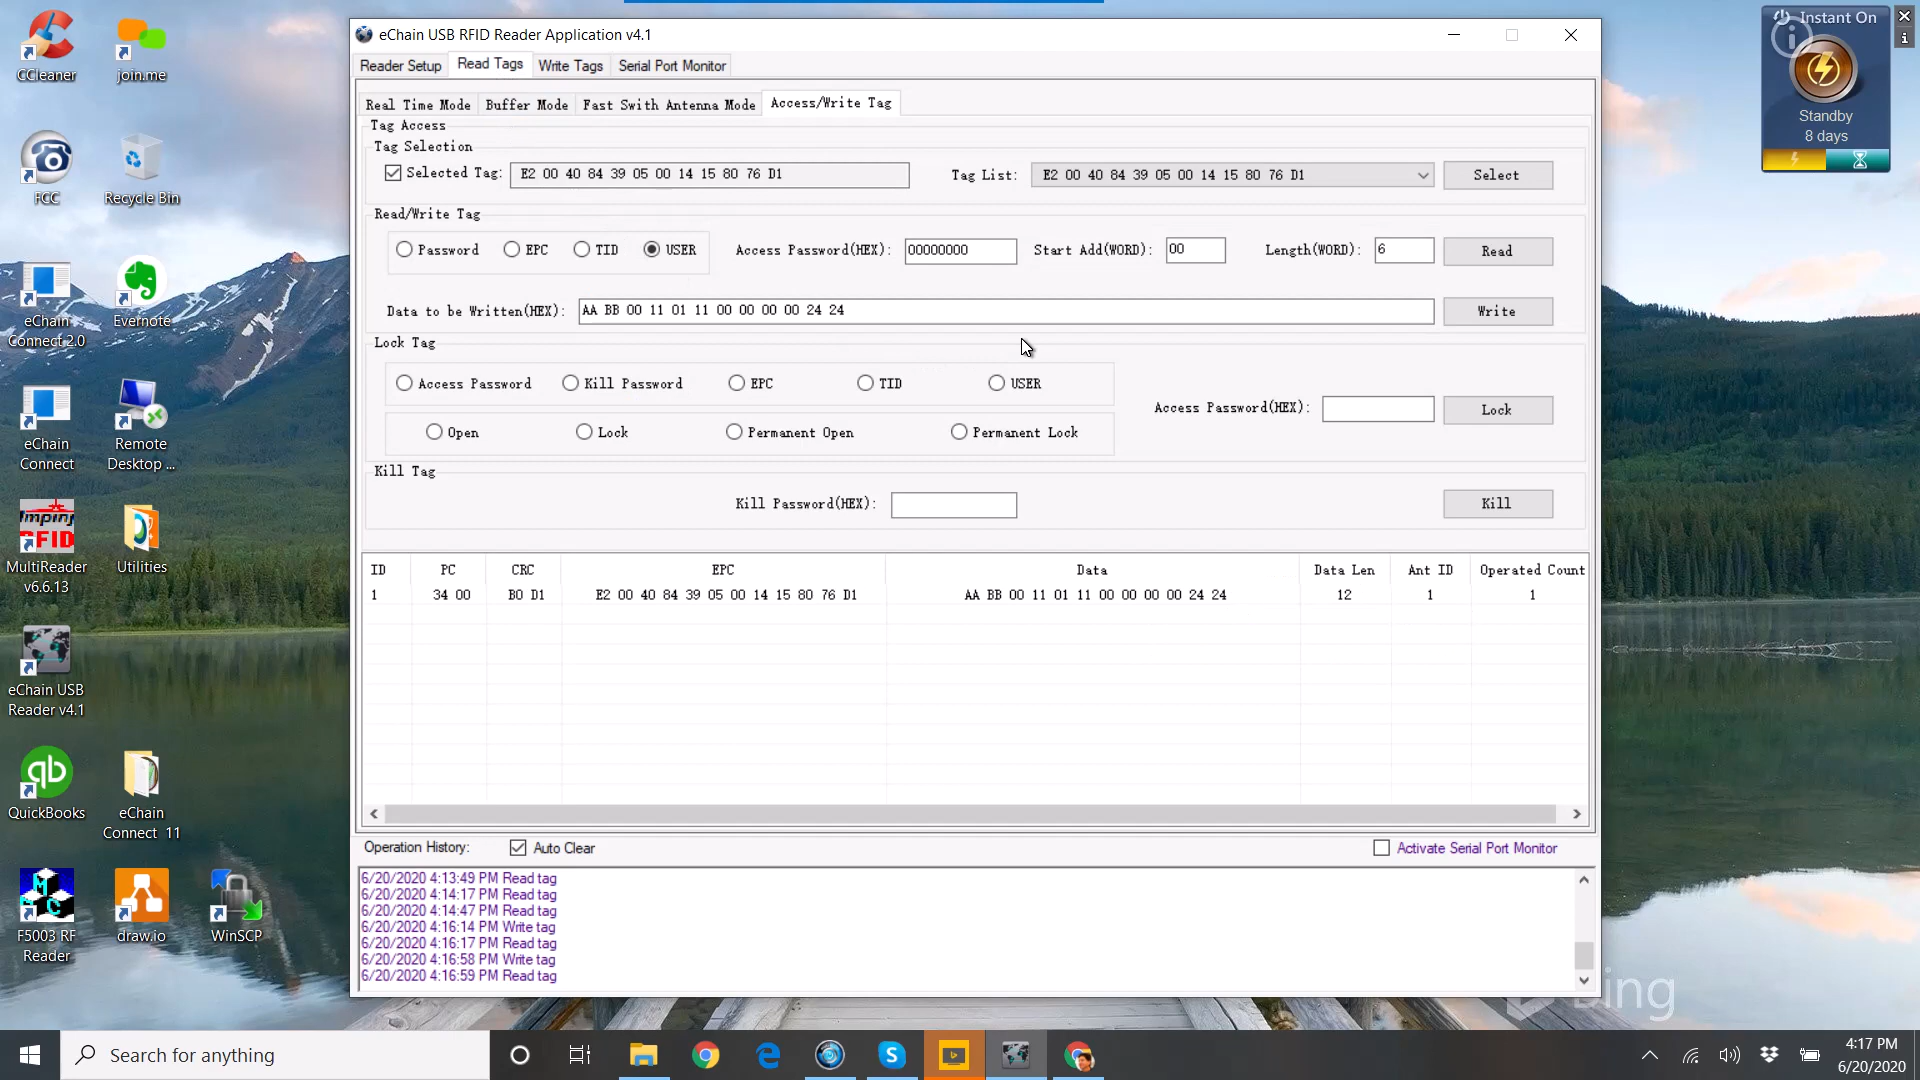 CCleaner
join.me
FCC
Recycle Bin
eChain
Connect 2.0
Evernote
eChain
Connect
Remote
Desktop ...
Impinj
RFID
MultiReader
v6.6.13
Utilities
eChain USB
Reader v4.1
qb
QuickBooks
eChain
Connect_11
F5003 RF
Reader
draw.io
WinSCP
eChain USB RFID Reader Application v4.1
Reader Setup Read Tags Write Tags Serial Port Monitor
Real Time Mode Buffer Mode Fast Swith Antenna Mode Access/Write Tag
Tag Access
Tag Selection
Selected Tag: E2 00 40 84 39 05 00 14 15 80 76 D1 Tag List: E2 00 40 84 39 05 00 14 15 80 76 D1 Select
Read/Write Tag
Password EPC TID USER Access Password(HEX): 00000000 Start Add(WORD): 00 Length(WORD): 6 Read
Data to be Written(HEX): AA BB 00 11 01 11 00 00 00 00 24 24 Write
Lock Tag
Access Password Kill Password EPC TID USER
Access Password(HEX): Lock
Open Lock Permanent Open Permanent Lock
Kill Tag
Kill Password(HEX): Kill
ID PC CRC EPC Data Data Len Ant ID Operated Count
1 34 00 B0 D1 E2 00 40 84 39 05 00 14 15 80 76 D1 AA BB 00 11 01 11 00 00 00 00 24 24 12 1 1
Operation History: Auto Clear Activate Serial Port Monitor
6/20/2020 4:13:49 PM Read tag
6/20/2020 4:14:17 PM Read tag
6/20/2020 4:14:47 PM Read tag
6/20/2020 4:16:14 PM Write tag
6/20/2020 4:16:17 PM Read tag
6/20/2020 4:16:58 PM Write tag
6/20/2020 4:16:59 PM Read tag
Instant On
Standby
8 days
bing
Search for anything
4:17 PM
6/20/2020